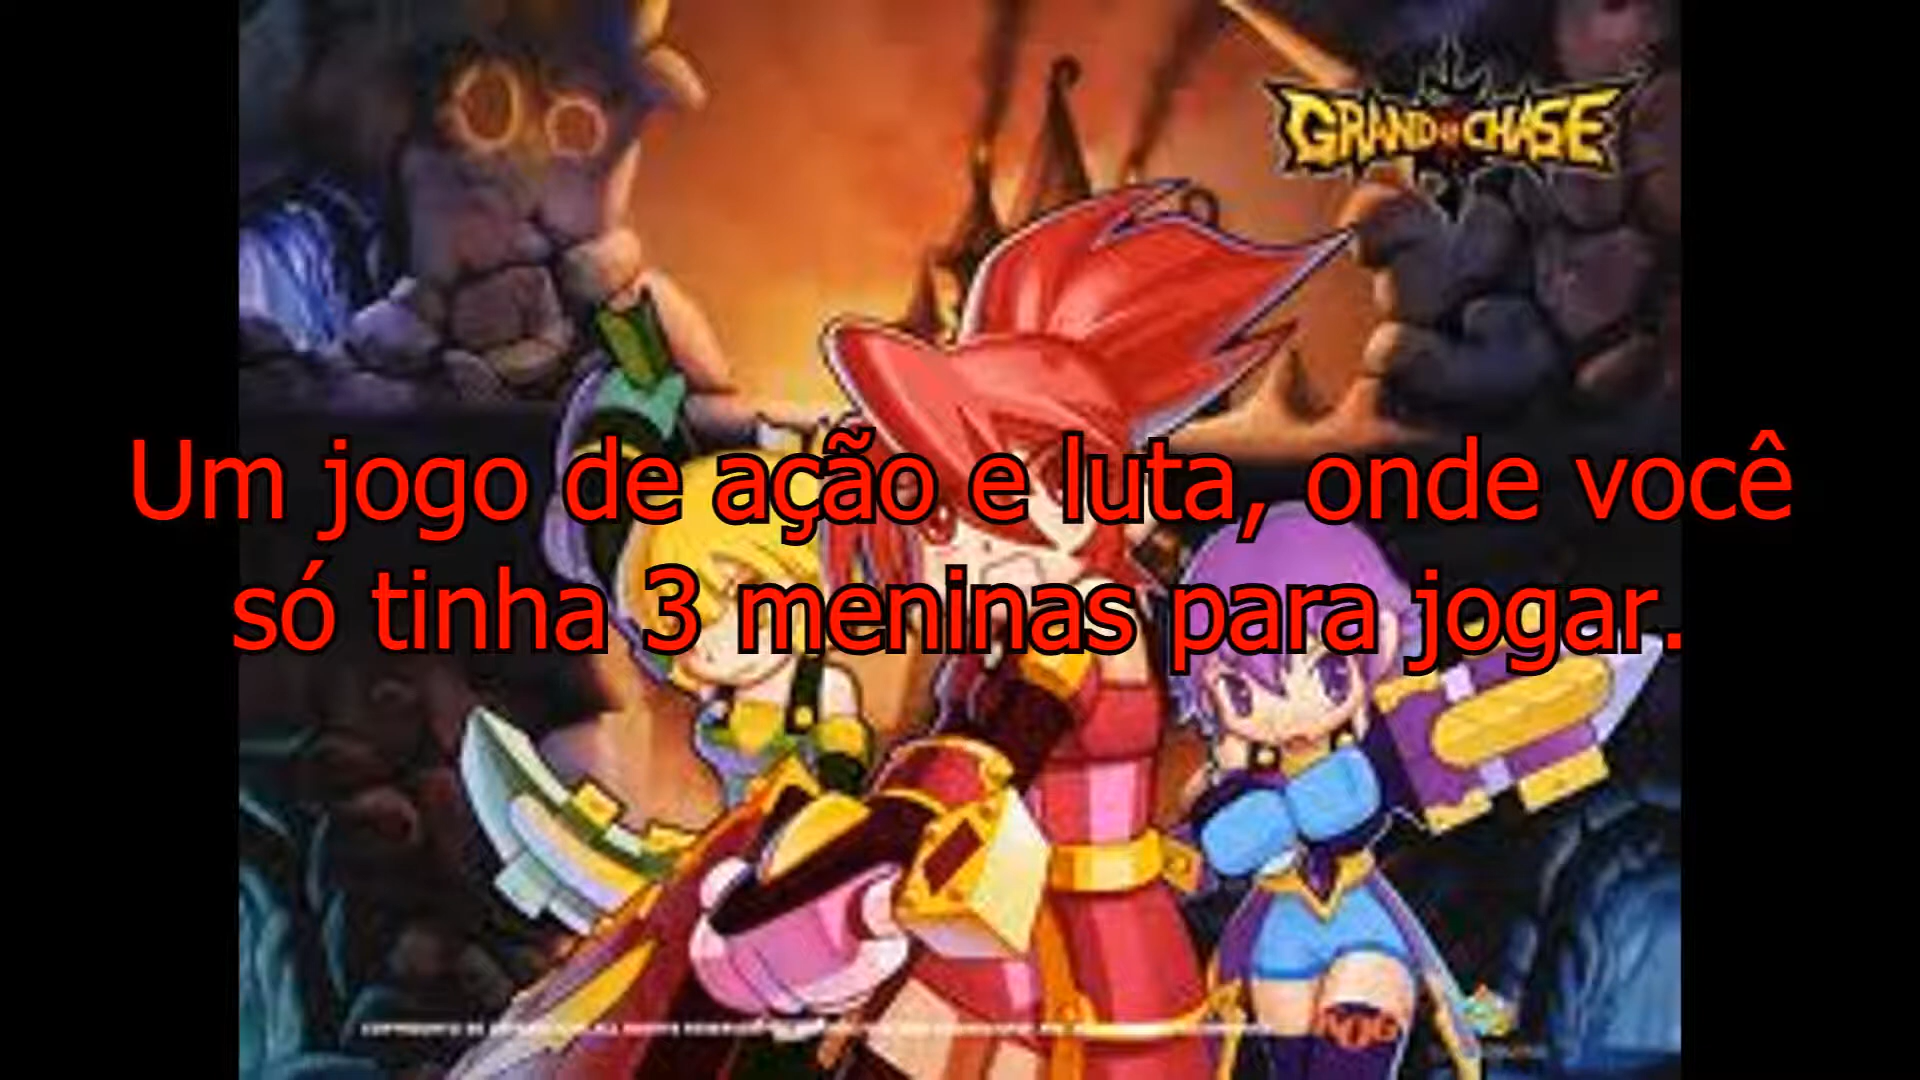 GRAND CHASE
Um jogo de ação e luta, onde você
só tinha 3 meninas para jogar.